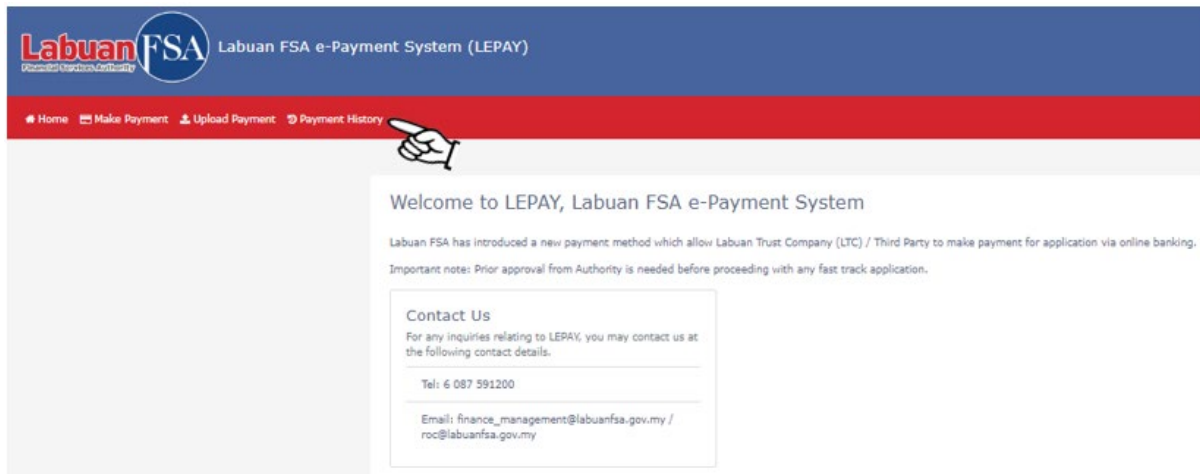 Labuan FSA
Financial Services Authority
Labuan FSA e-Payment System (LEPAY)
Home Make Payment Upload Payment Payment History
Welcome to LEPAY, Labuan FSA e-Payment System
Labuan FSA has introduced a new payment method which allow Labuan Trust Company (LTC) / Third Party to make payment for application via online banking.
Important note: Prior approval from Authority is needed before proceeding with any fast track application.
Contact Us
For any inquiries relating to LEPAY, you may contact us at
the following contact details.
Tel: 6 087 591200
Email: finance_management@labuanfsa.gov.my /
roc@labuanfsa.gov.my